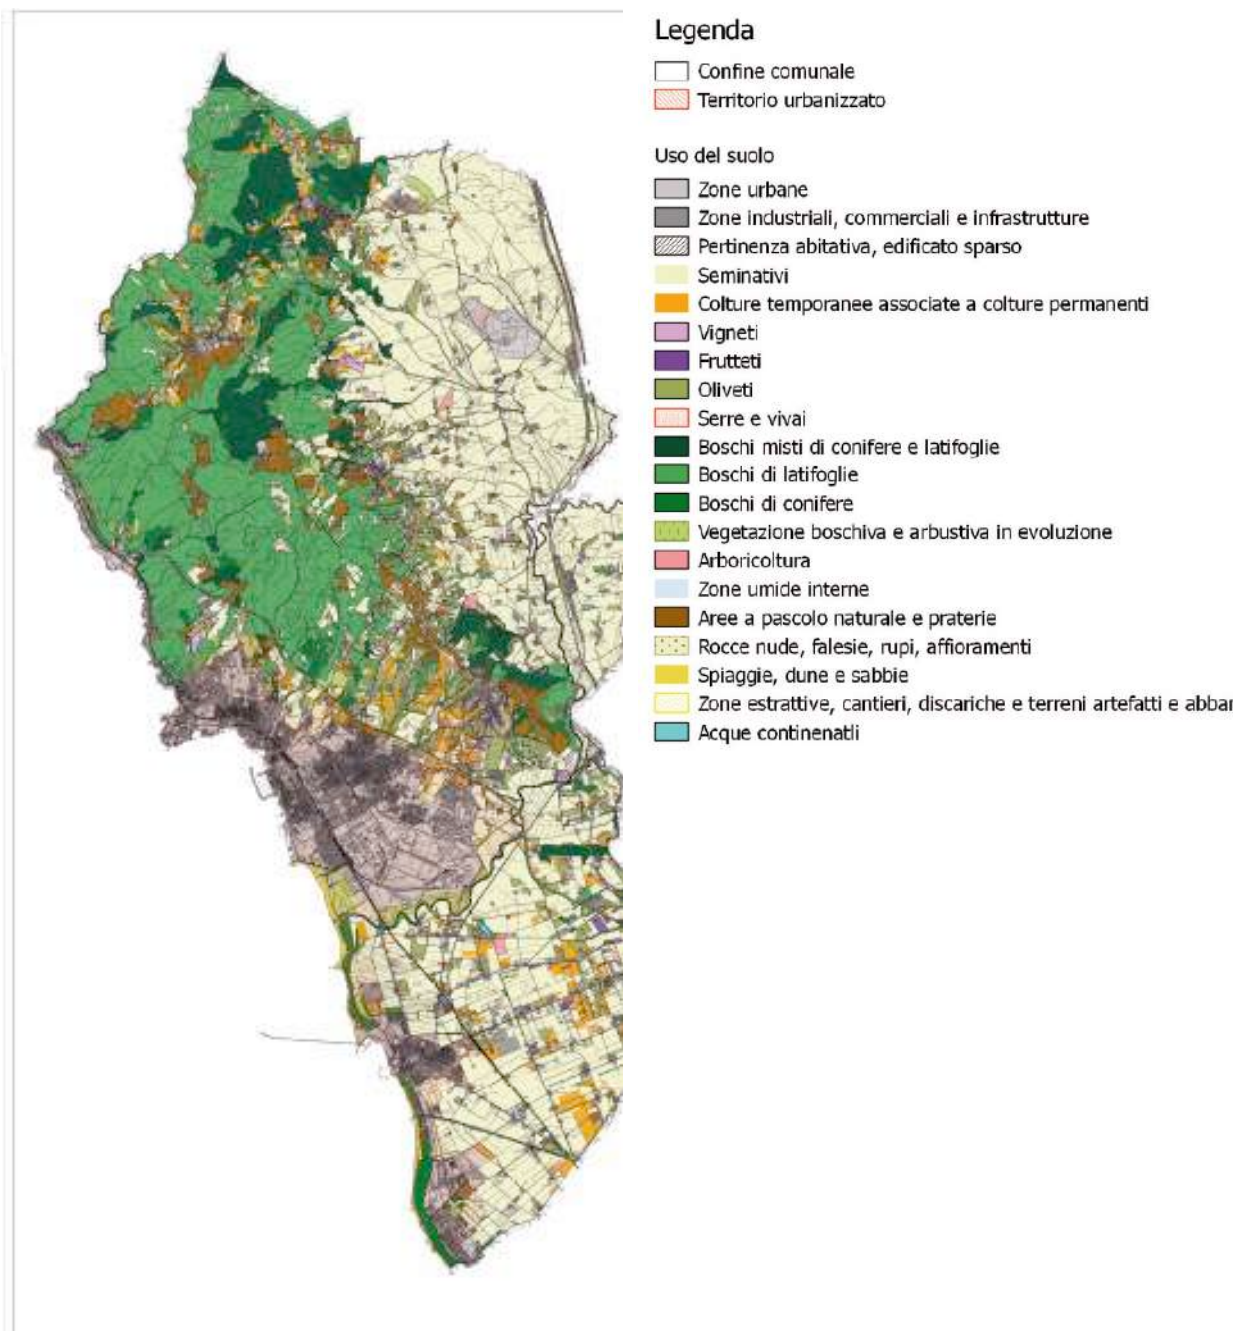 Legenda
Confine comunale
Territorio urbanizzato
Uso del suolo
Zone urbane
Zone industriali, commerciali e infrastrutture
Pertinenza abitativa, edificato sparso
Seminativi
Colture temporanee associate a colture permanenti
Vigneti
Frutteti
Oliveti
Serre e vivai
Boschi misti di conifere e latifoglie
Boschi di latifoglie
Boschi di conifere
Vegetazione boschiva e arbustiva in evoluzione
Arboricoltura
Zone umide interne
Aree a pascolo naturale e praterie
Rocce nude, falesie, rupi, affioramenti
Spiaggie, dune e sabbie
Zone estrattive, cantieri, discariche e terreni artefatti e abbar
Acque continenatli